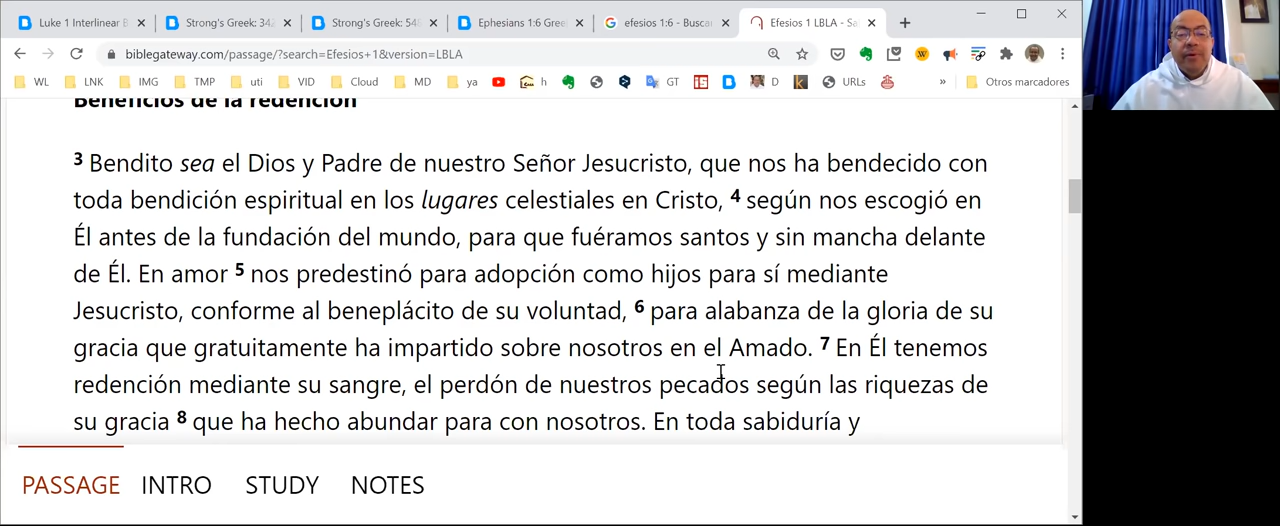 Luke 1 Interlinear B
Strong's Greek: 342
Strong's Greek: 548
Ephesians 1:6 Gree
efesios 1:6 - Buscar
Efesios 1 LBLA - Sa
biblegateway.com/passage/?search=Efesios+1&version=LBLA
WL LNK IMG TMP uti VID Cloud MD ya h GT D k URLs » Otros marcadores
Beneficios de la redención
3 Bendito sea el Dios y Padre de nuestro Señor Jesucristo, que nos ha bendecido con
toda bendición espiritual en los lugares celestiales en Cristo, 4 según nos escogió en
Él antes de la fundación del mundo, para que fuéramos santos y sin mancha delante
de Él. En amor 5 nos predestinó para adopción como hijos para sí mediante
Jesucristo, conforme al beneplácito de su voluntad, 6 para alabanza de la gloria de su
gracia que gratuitamente ha impartido sobre nosotros en el Amado. 7 En Él tenemos
redención mediante su sangre, el perdón de nuestros pecados según las riquezas de
su gracia 8 que ha hecho abundar para con nosotros. En toda sabiduría y
PASSAGE INTRO STUDY NOTES